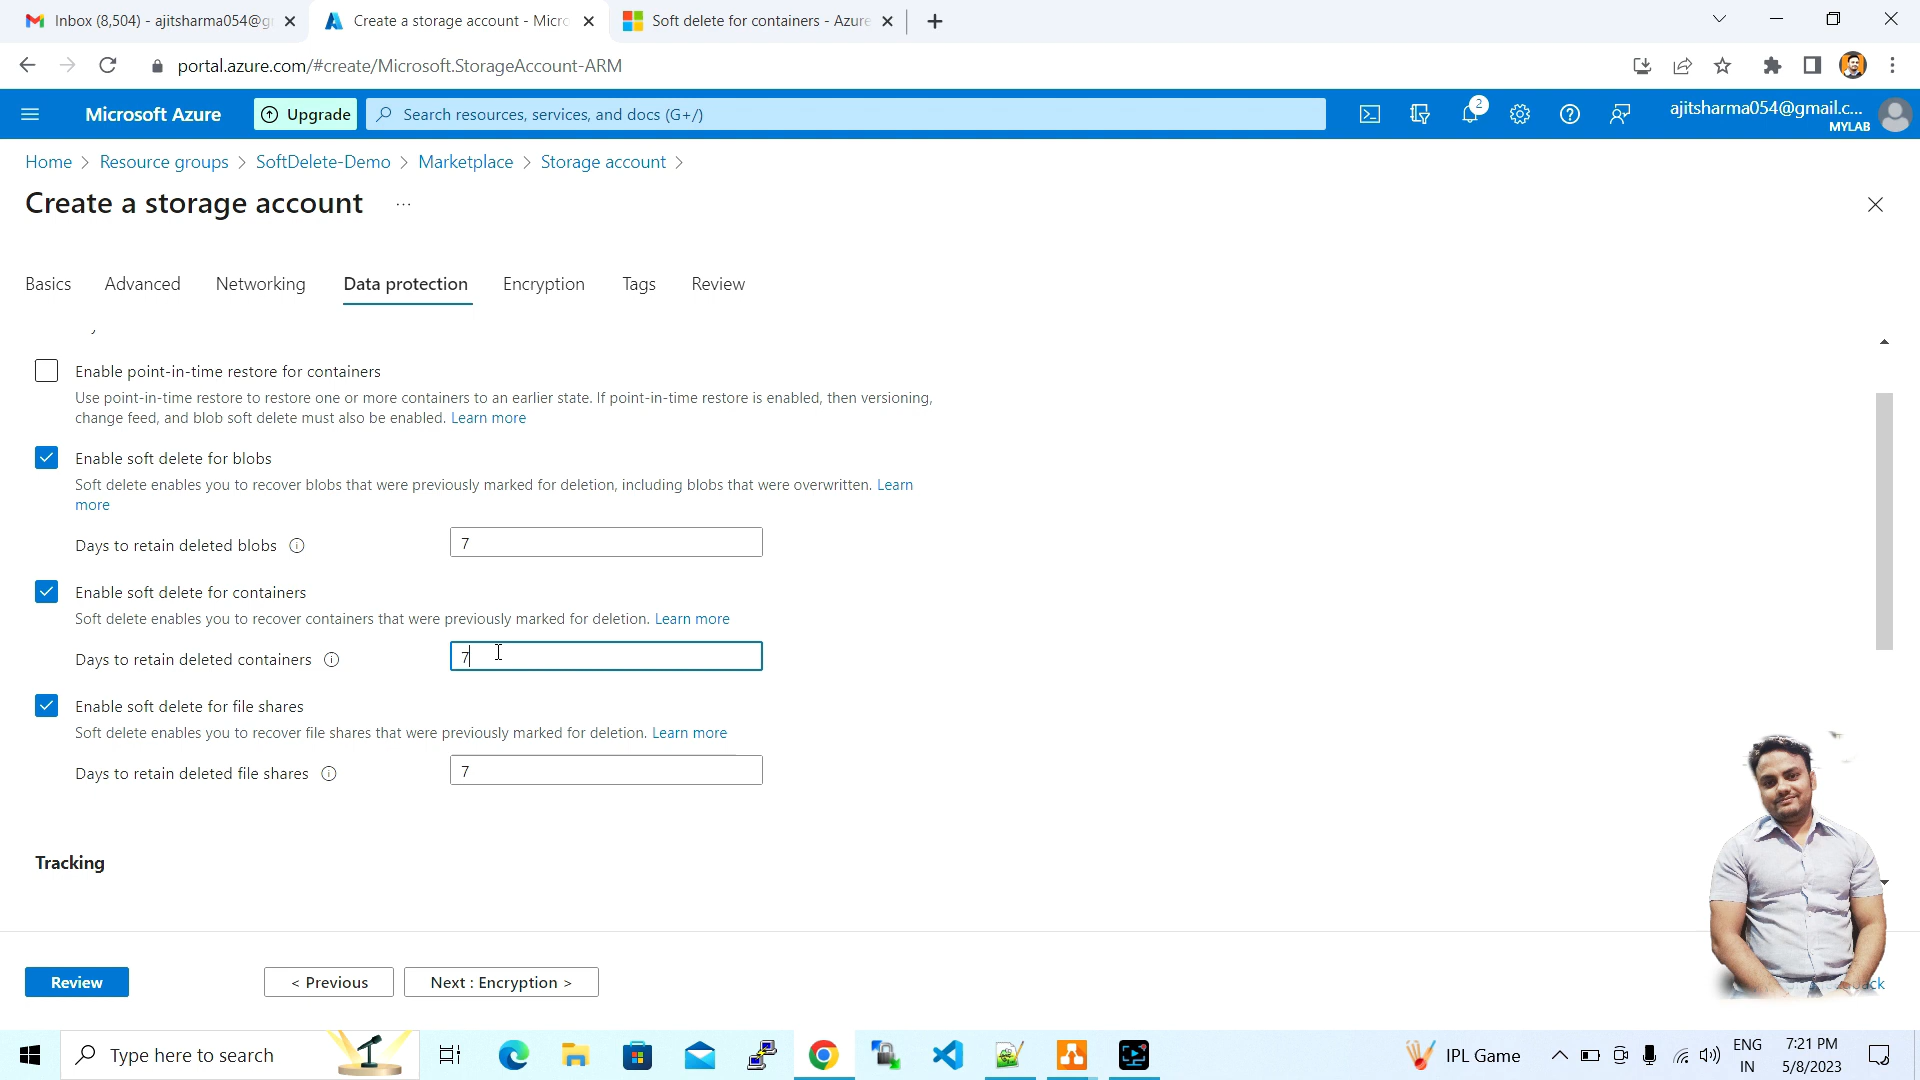 Inbox (8,504) - ajitsharma054@g
Create a storage account - Micro
Soft delete for containers - Azure
portal.azure.com/#create/Microsoft.StorageAccount-ARM
Microsoft Azure
Upgrade
Search resources, services, and docs (G+/)
2
ajitsharma054@gmail.c...
MYLAB
Home > Resource groups > SoftDelete-Demo > Marketplace > Storage account >
Create a storage account ...
Basics Advanced Networking Data protection Encryption Tags Review
Enable point-in-time restore for containers
Use point-in-time restore to restore one or more containers to an earlier state. If point-in-time restore is enabled, then versioning,
change feed, and blob soft delete must also be enabled. Learn more
Enable soft delete for blobs
Soft delete enables you to recover blobs that were previously marked for deletion, including blobs that were overwritten. Learn
more
Days to retain deleted blobs 7
Enable soft delete for containers
Soft delete enables you to recover containers that were previously marked for deletion. Learn more
Days to retain deleted containers 7
Enable soft delete for file shares
Soft delete enables you to recover file shares that were previously marked for deletion. Learn more
Days to retain deleted file shares 7
Tracking
Review
< Previous
Next : Encryption >
Type here to search
IPL Game
ENG
IN
7:21 PM
5/8/2023